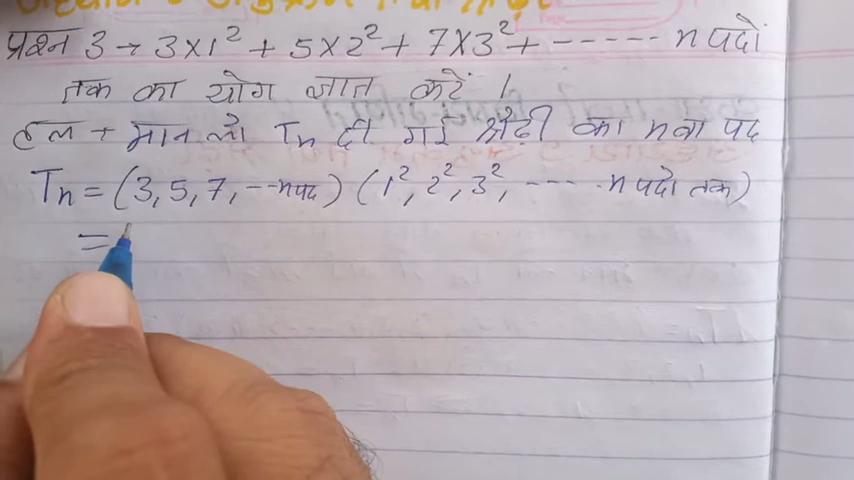 प्रश्न 3 → 3×1² + 5×2² + 7×3² + ------ n पदों
तक का योग ज्ञात करें ।
हल → मान लो Tn दी गई श्रेढ़ी का nवा पद
Tn = (3, 5, 7, --- n पद) (1², 2², 3², ---- n पदो तक)
=